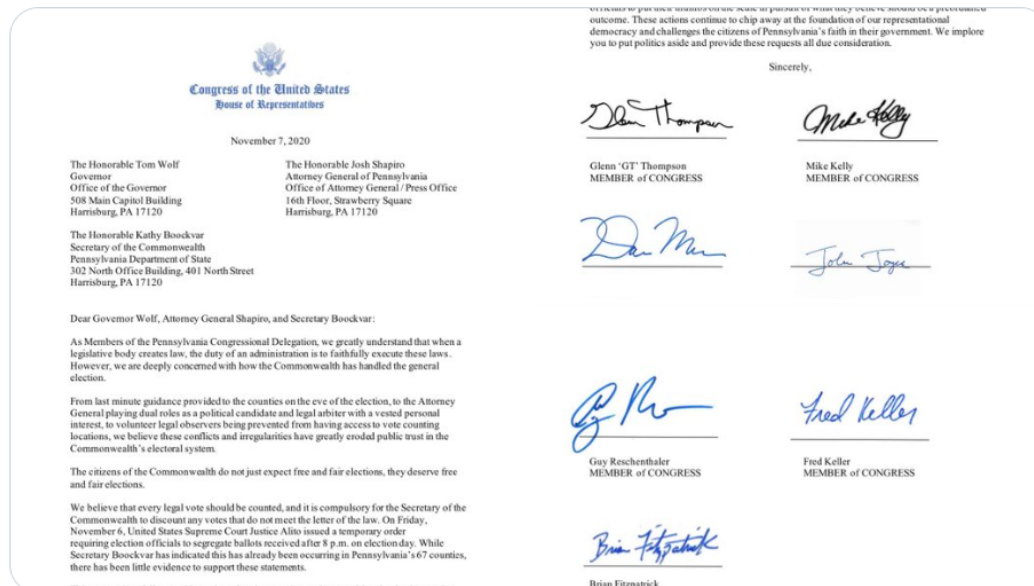 Congress of the United States
House of Representatives
November 7, 2020
The Honorable Tom Wolf
Governor
Office of the Governor
508 Main Capitol Building
Harrisburg, PA 17120
The Honorable Josh Shapiro
Attorney General of Pennsylvania
Office of Attorney General / Press Office
16th Floor, Strawberry Square
Harrisburg, PA 17120
The Honorable Kathy Boockvar
Secretary of the Commonwealth
Pennsylvania Department of State
302 North Office Building, 401 North Street
Harrisburg, PA 17120
Dear Governor Wolf, Attorney General Shapiro, and Secretary Boockvar:
As Members of the Pennsylvania Congressional Delegation, we greatly understand that when a
legislative body creates law, the duty of an administration is to faithfully execute these laws.
However, we are deeply concerned with how the Commonwealth has handled the general
election.
From last minute guidance provided to the counties on the eve of the election, to the Attorney
General playing dual roles as a political candidate and legal arbiter with a vested personal
interest, to volunteer legal observers being prevented from having access to vote counting
locations, we believe these conflicts and irregularities have greatly eroded public trust in the
Commonwealth's electoral system.
The citizens of the Commonwealth do not just expect free and fair elections, they deserve free
and fair elections.
We believe that every legal vote should be counted, and it is compulsory for the Secretary of the
Commonwealth to discount any votes that do not meet the letter of the law. On Friday,
November 6, United States Supreme Court Justice Alito issued a temporary order
requiring election officials to segregate ballots received after 8 p.m. on election day. While
Secretary Boockvar has indicated this has already been occurring in Pennsylvania's 67 counties,
there has been little evidence to support these statements.
outcome. These actions continue to chip away at the foundation of our representational
democracy and challenges the citizens of Pennsylvania's faith in their government. We implore
you to put politics aside and provide these requests all due consideration.
Sincerely,
Glenn Thompson
Mike Kelly
Glenn 'GT' Thompson
MEMBER of CONGRESS
Mike Kelly
MEMBER of CONGRESS
John Joyce
Fred Keller
Guy Reschenthaler
MEMBER of CONGRESS
Fred Keller
MEMBER of CONGRESS
Brian Fitzpatrick
Brian Fitzpatrick